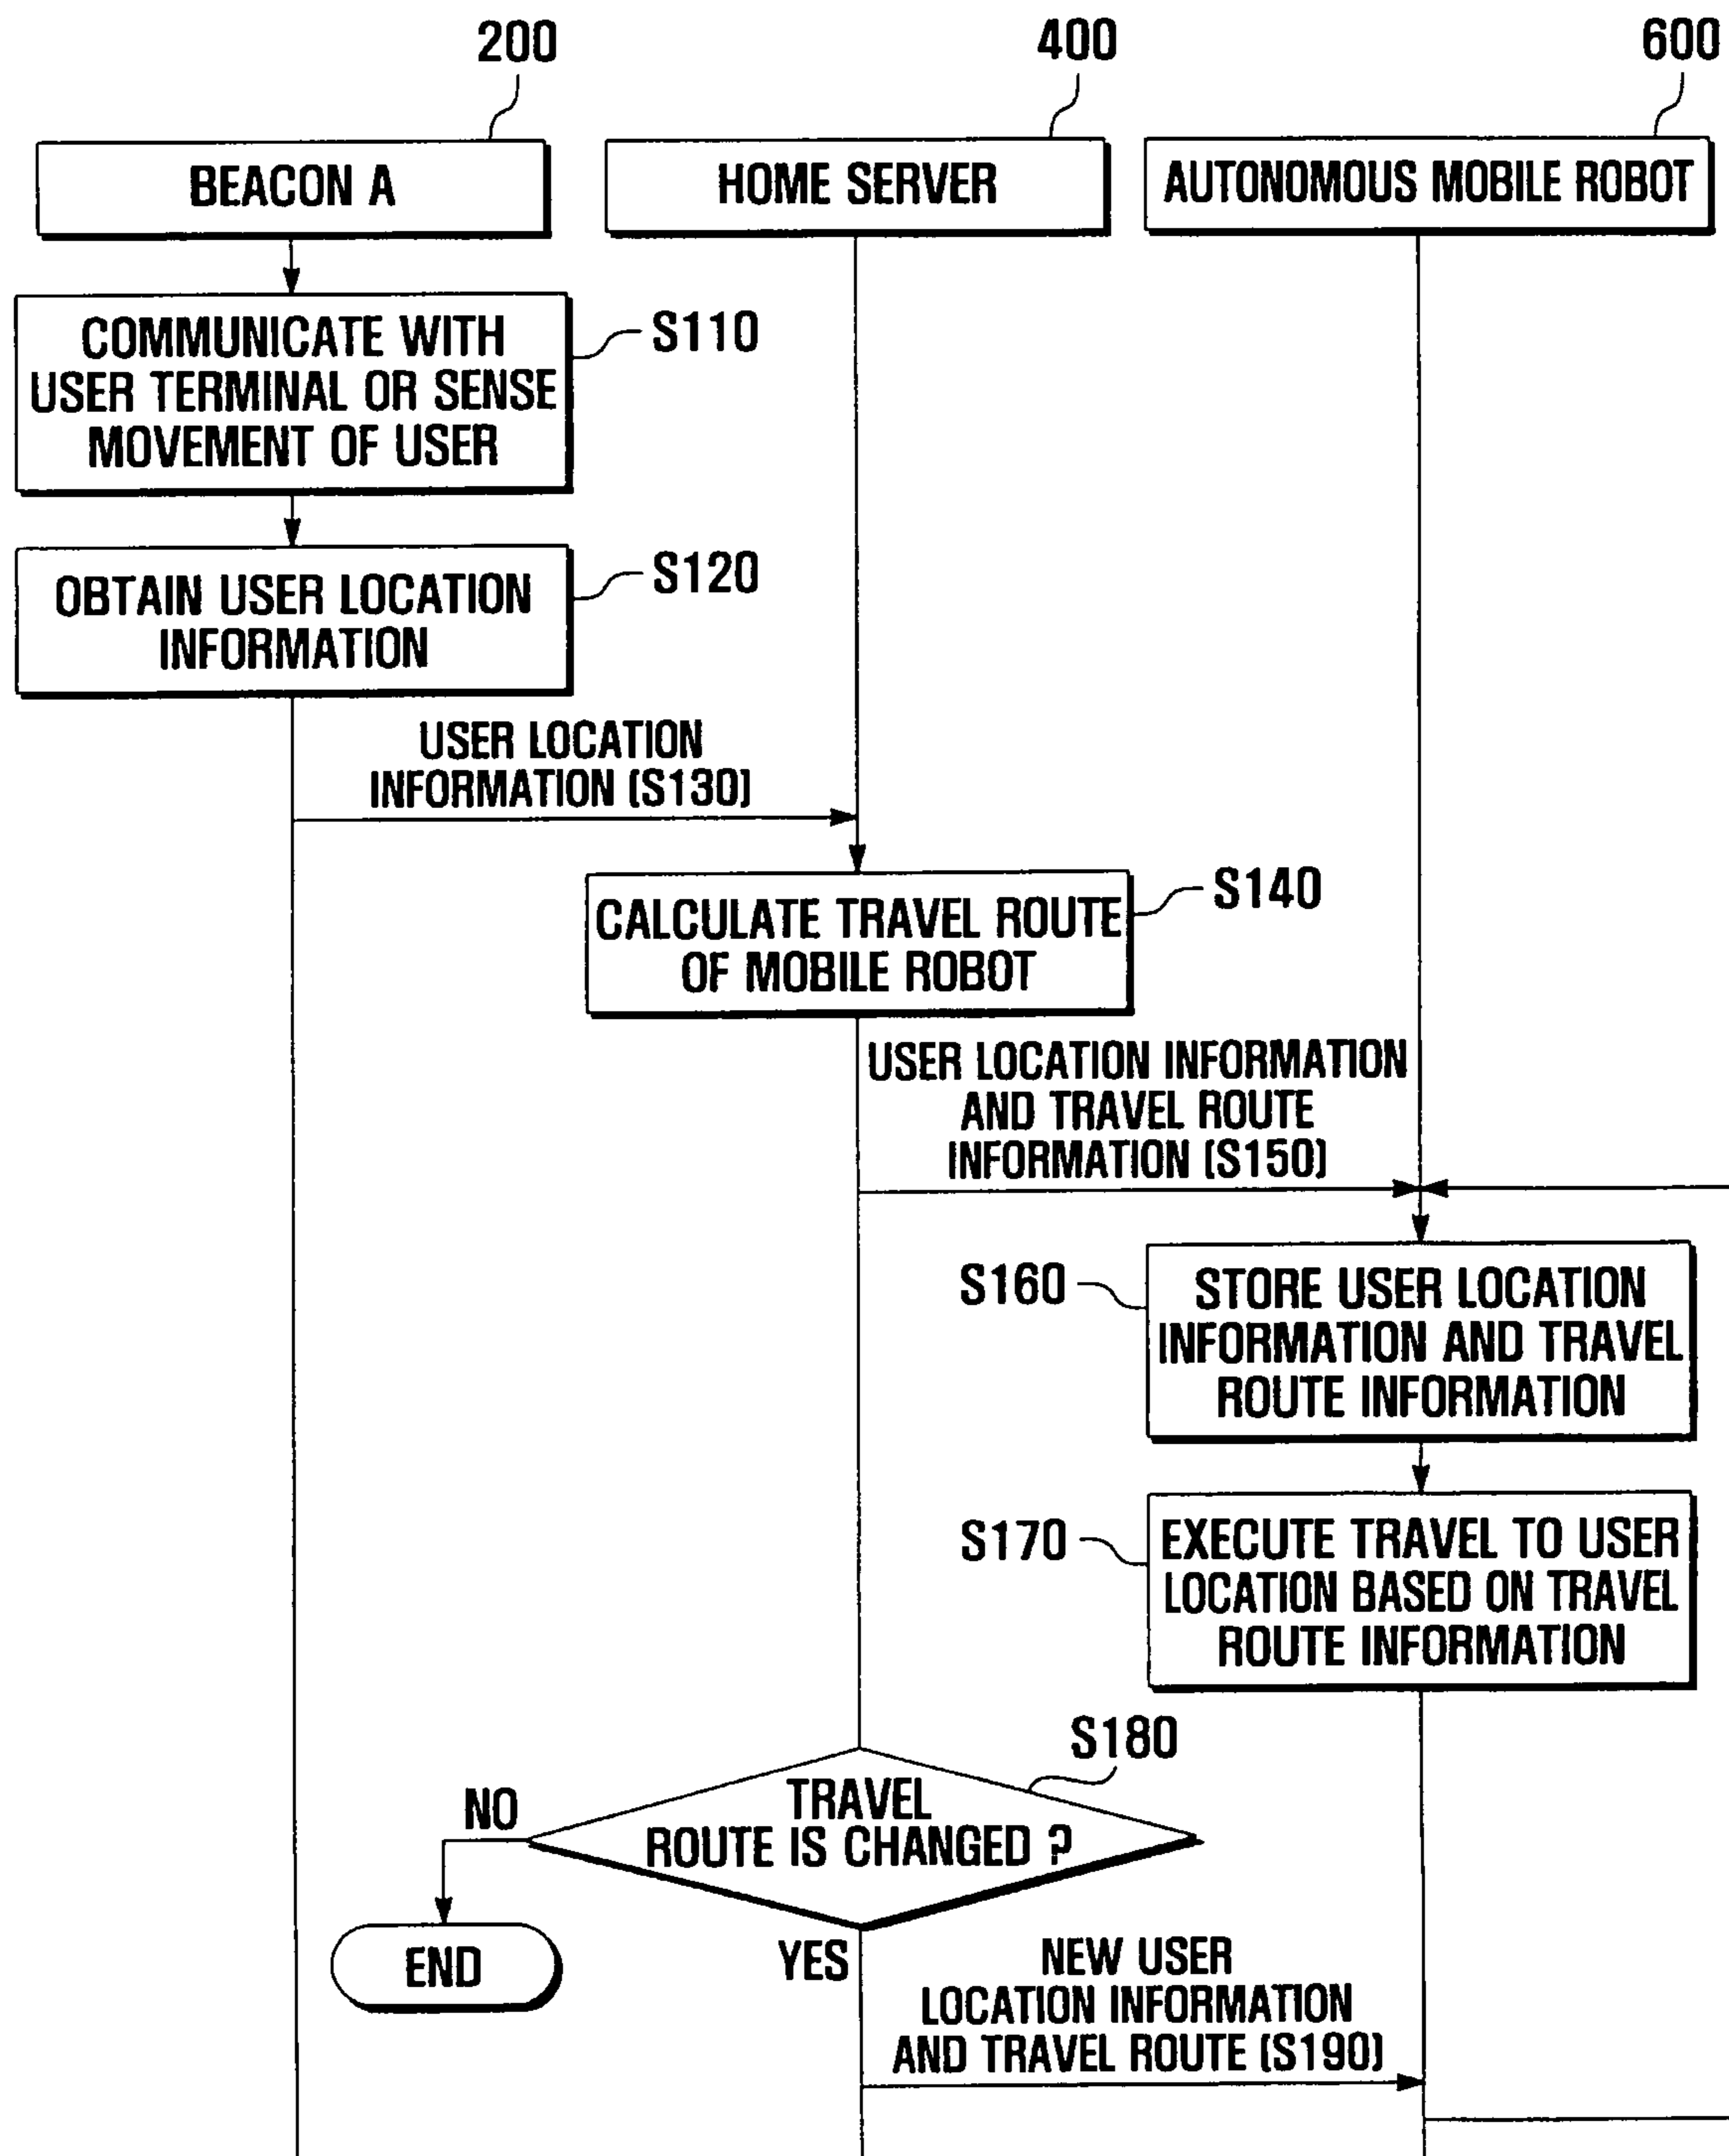 200
400
600
BEACON A
HOME SERVER
AUTONOMOUS MOBILE ROBOT
COMMUNICATE WITH
USER TERMINAL OR SENSE
MOVEMENT OF USER
S110
OBTAIN USER LOCATION
INFORMATION
S120
USER LOCATION
INFORMATION (S130)
CALCULATE TRAVEL ROUTE
OF MOBILE ROBOT
S140
USER LOCATION INFORMATION
AND TRAVEL ROUTE
INFORMATION (S150)
S160
STORE USER LOCATION
INFORMATION AND TRAVEL
ROUTE INFORMATION
S170
EXECUTE TRAVEL TO USER
LOCATION BASED ON TRAVEL
ROUTE INFORMATION
S180
TRAVEL
ROUTE IS CHANGED ?
NO
END
YES
NEW USER
LOCATION INFORMATION
AND TRAVEL ROUTE (S190)